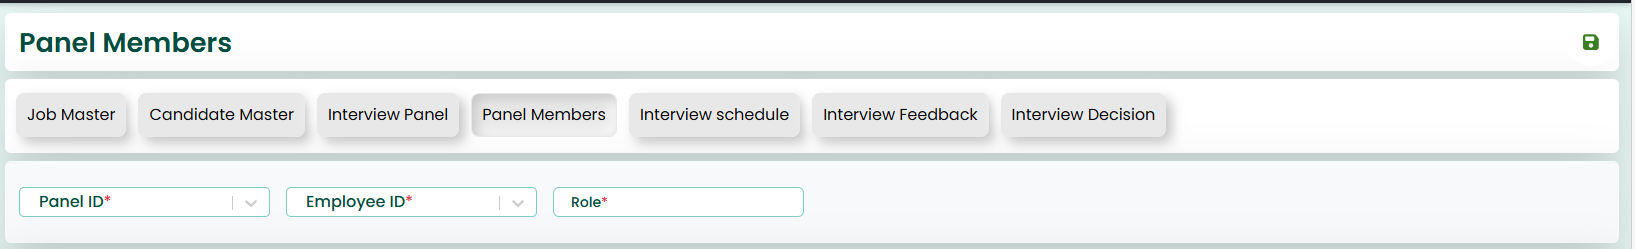 Panel Members
Job Master Candidate Master Interview Panel Panel Members Interview schedule Interview Feedback Interview Decision
Panel ID* Employee ID* Role*